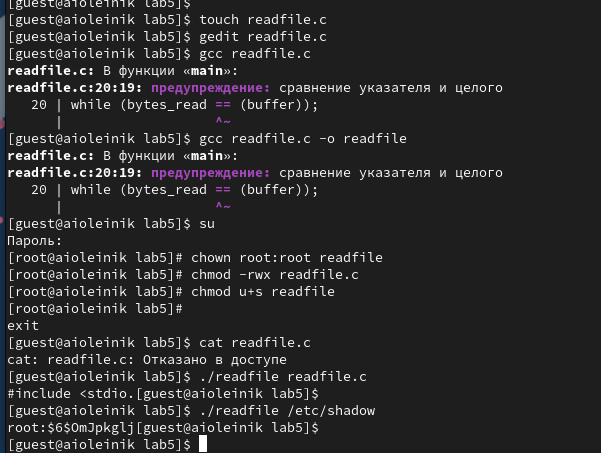 [guest@aioleinik lab5]$
[guest@aioleinik lab5]$ touch readfile.c
[guest@aioleinik lab5]$ gedit readfile.c
[guest@aioleinik lab5]$ gcc readfile.c
readfile.c: В функции «main»:
readfile.c:20:19: предупреждение: сравнение указателя и целого
20 | while (bytes_read == (buffer));
| ^~
[guest@aioleinik lab5]$ gcc readfile.c -o readfile
readfile.c: В функции «main»:
readfile.c:20:19: предупреждение: сравнение указателя и целого
20 | while (bytes_read == (buffer));
| ^~
[guest@aioleinik lab5]$ su
Пароль:
[root@aioleinik lab5]# chown root:root readfile
[root@aioleinik lab5]# chmod -rwx readfile.c
[root@aioleinik lab5]# chmod u+s readfile
[root@aioleinik lab5]#
exit
[guest@aioleinik lab5]$ cat readfile.c
cat: readfile.c: Отказано в доступе
[guest@aioleinik lab5]$ ./readfile readfile.c
#include <stdio.[guest@aioleinik lab5]$
[guest@aioleinik lab5]$ ./readfile /etc/shadow
root:$6$OmJpkglj[guest@aioleinik lab5]$
[guest@aioleinik lab5]$